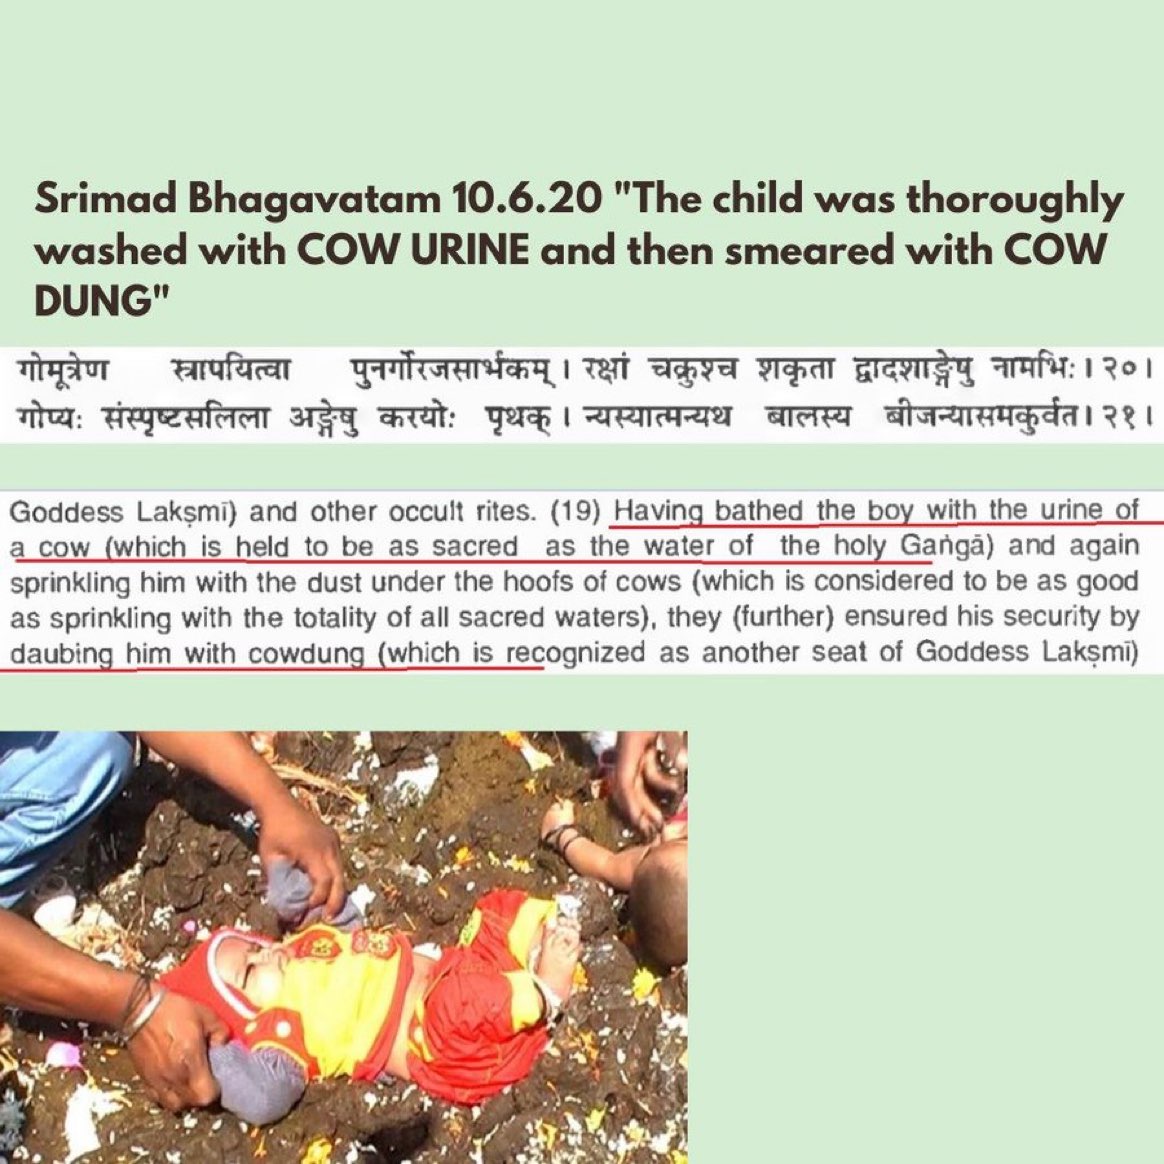 Srimad Bhagavatam 10.6.20 "The child was thoroughly
washed with COW URINE and then smeared with COW
DUNG"
गोमूत्रेण स्नापयित्वा पुनर्गोरजसार्भकम् । रक्षां चक्रुश्च शकृता द्वादशाङ्गेषु नामभिः । २० ।
गोप्यः संस्पृष्टसलिला अङ्गेषु करयोः पृथक् । न्यस्यात्मन्यथ बालस्य बीजन्यासमकुर्वत । २१ ।
Goddess Lakṣmī) and other occult rites. (19) Having bathed the boy with the urine of
a cow (which is held to be as sacred as the water of the holy Gaṅgā) and again
sprinkling him with the dust under the hoofs of cows (which is considered to be as good
as sprinkling with the totality of all sacred waters), they (further) ensured his security by
daubing him with cowdung (which is recognized as another seat of Goddess Lakṣmī)